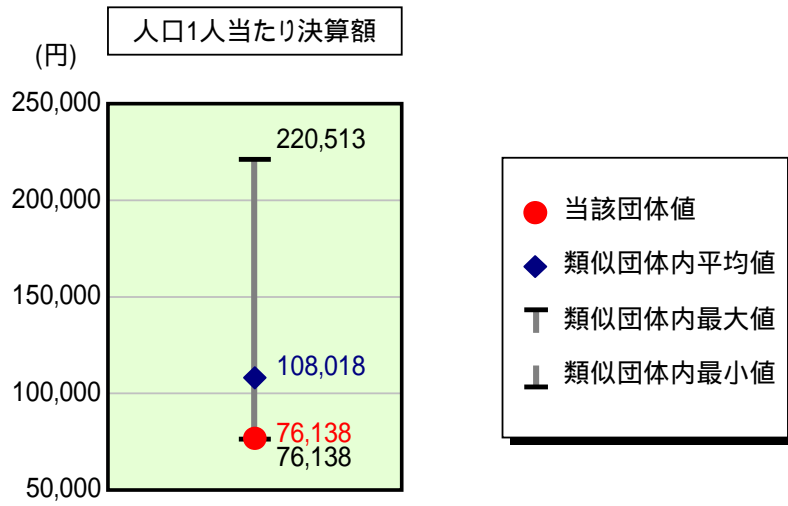 人口1人当たり決算額
(円)
250,000
200,000
150,000
100,000
50,000
220,513
108,018
76,138
76,138
当該団体値
類似団体内平均値
類似団体内最大値
類似団体内最小値